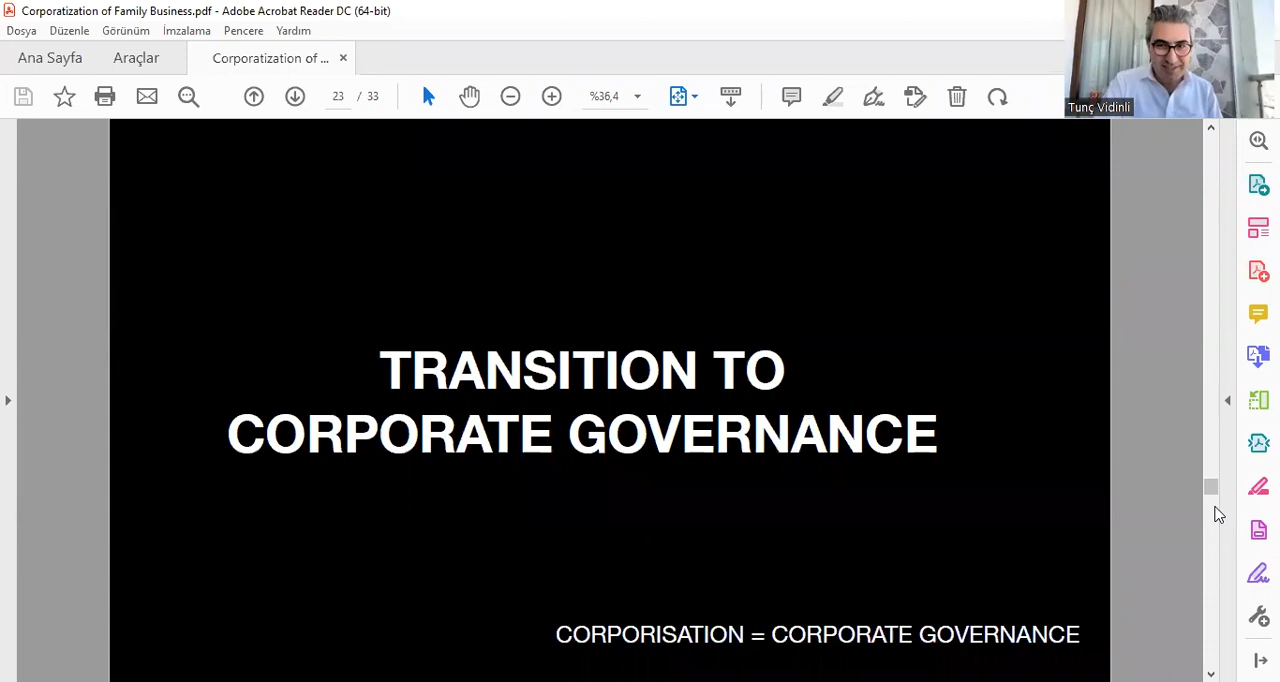 Corporatization of Family Business.pdf - Adobe Acrobat Reader DC (64-bit)
Dosya Düzenle Görünüm İmzalama Pencere Yardım
Ana Sayfa Araçlar Corporatization of ... ×
23 / 33 %36,4
Tunç Vidinli
TRANSITION TO
CORPORATE GOVERNANCE
CORPORISATION = CORPORATE GOVERNANCE